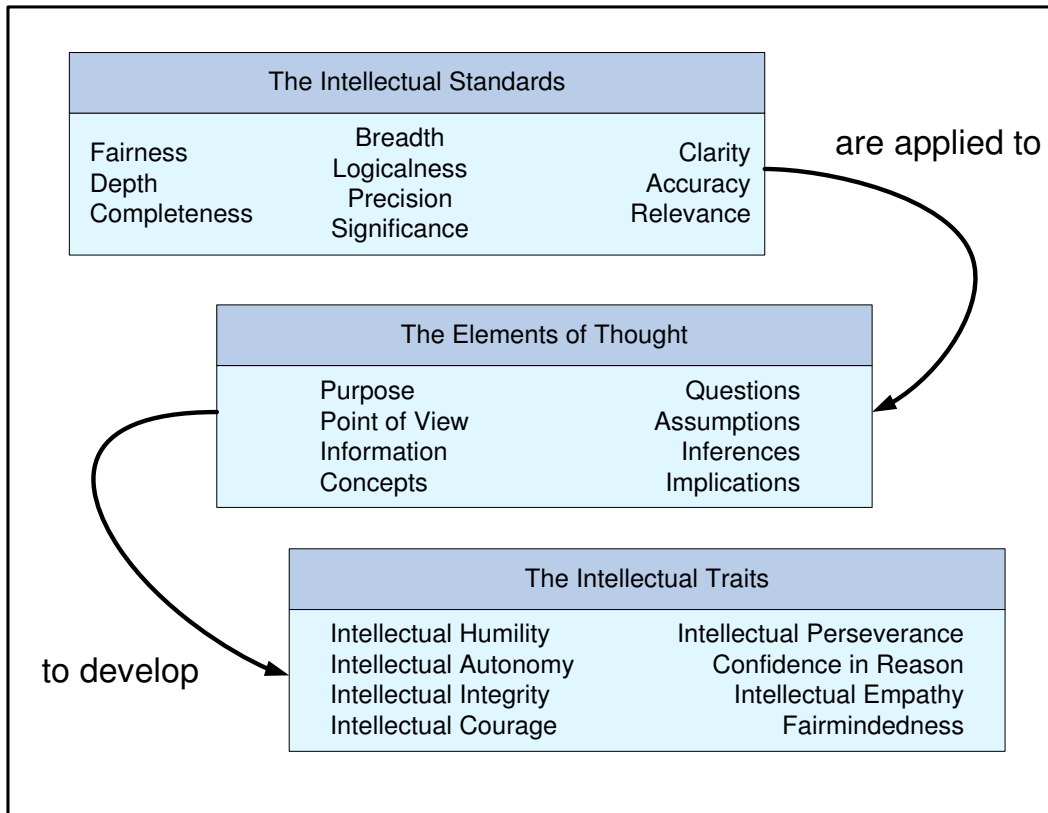 The Intellectual Standards
Fairness
Depth
Completeness
Breadth
Logicalness
Precision
Significance
Clarity
Accuracy
Relevance
are applied to
The Elements of Thought
Purpose
Point of View
Information
Concepts
Questions
Assumptions
Inferences
Implications
to develop
The Intellectual Traits
Intellectual Humility
Intellectual Autonomy
Intellectual Integrity
Intellectual Courage
Intellectual Perseverance
Confidence in Reason
Intellectual Empathy
Fairmindedness